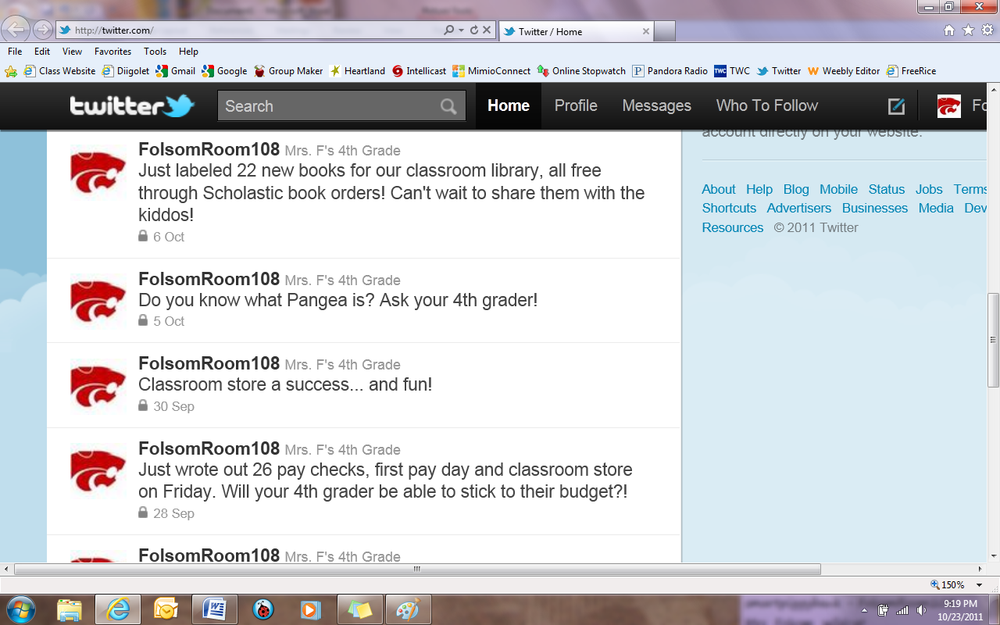 http://twitter.com/
Twitter / Home
File Edit View Favorites Tools Help
Class Website Diigolet Gmail Google Group Maker Heartland Intellicast MimioConnect Online Stopwatch Pandora Radio TWC TWC Twitter Weebly Editor FreeRice
twitter Search Home Profile Messages Who To Follow Fo
account directly on your website.
FolsomRoom108 Mrs. F's 4th Grade
Just labeled 22 new books for our classroom library, all free
through Scholastic book orders! Can't wait to share them with the
kiddos!
6 Oct
FolsomRoom108 Mrs. F's 4th Grade
Do you know what Pangea is? Ask your 4th grader!
5 Oct
FolsomRoom108 Mrs. F's 4th Grade
Classroom store a success... and fun!
30 Sep
FolsomRoom108 Mrs. F's 4th Grade
Just wrote out 26 pay checks, first pay day and classroom store
on Friday. Will your 4th grader be able to stick to their budget?!
28 Sep
FolsomRoom108 Mrs. F's 4th Grade
About Help Blog Mobile Status Jobs Terms
Shortcuts Advertisers Businesses Media Dev
Resources © 2011 Twitter
150%
9:19 PM
10/23/2011